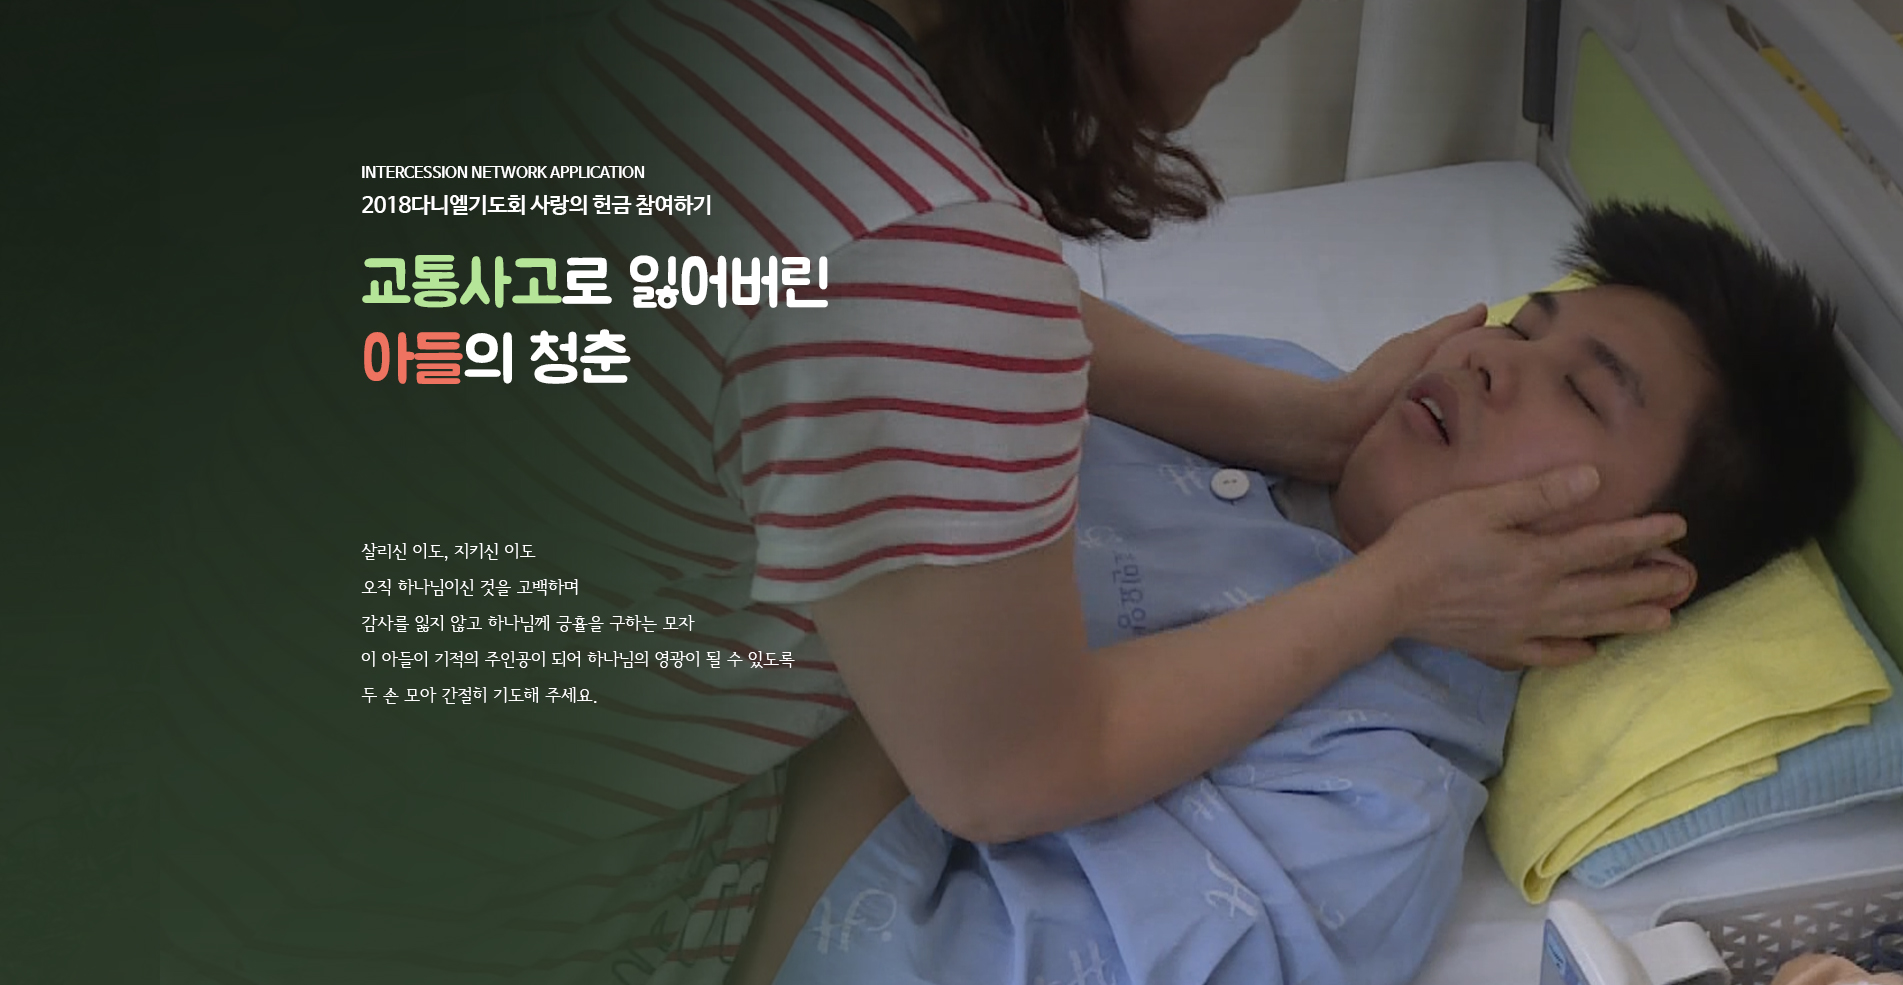 INTERCESSION NETWORK APPLICATION
2018다니엘기도회 사랑의 헌금 참여하기
교통사고로 잃어버린
아들의 청춘
살리신 이도, 지키신 이도
오직 하나님이신 것을 고백하며
감사를 잃지 않고 하나님께 긍휼을 구하는 모자
이 아들이 기적의 주인공이 되어 하나님의 영광이 될 수 있도록
두 손 모아 간절히 기도해 주세요.